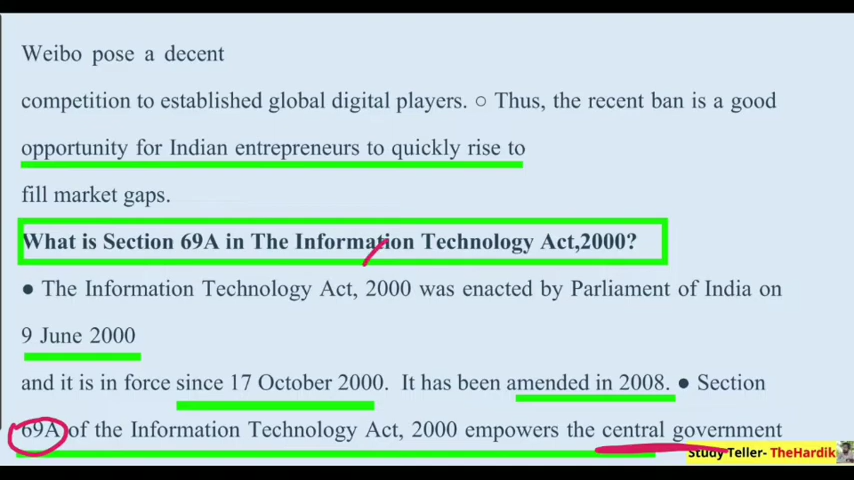 Weibo pose a decent
competition to established global digital players. ○ Thus, the recent ban is a good
opportunity for Indian entrepreneurs to quickly rise to
fill market gaps.
What is Section 69A in The Information Technology Act,2000?
● The Information Technology Act, 2000 was enacted by Parliament of India on
9 June 2000
and it is in force since 17 October 2000. It has been amended in 2008. ● Section
69A of the Information Technology Act, 2000 empowers the central government
Study Teller- TheHardik